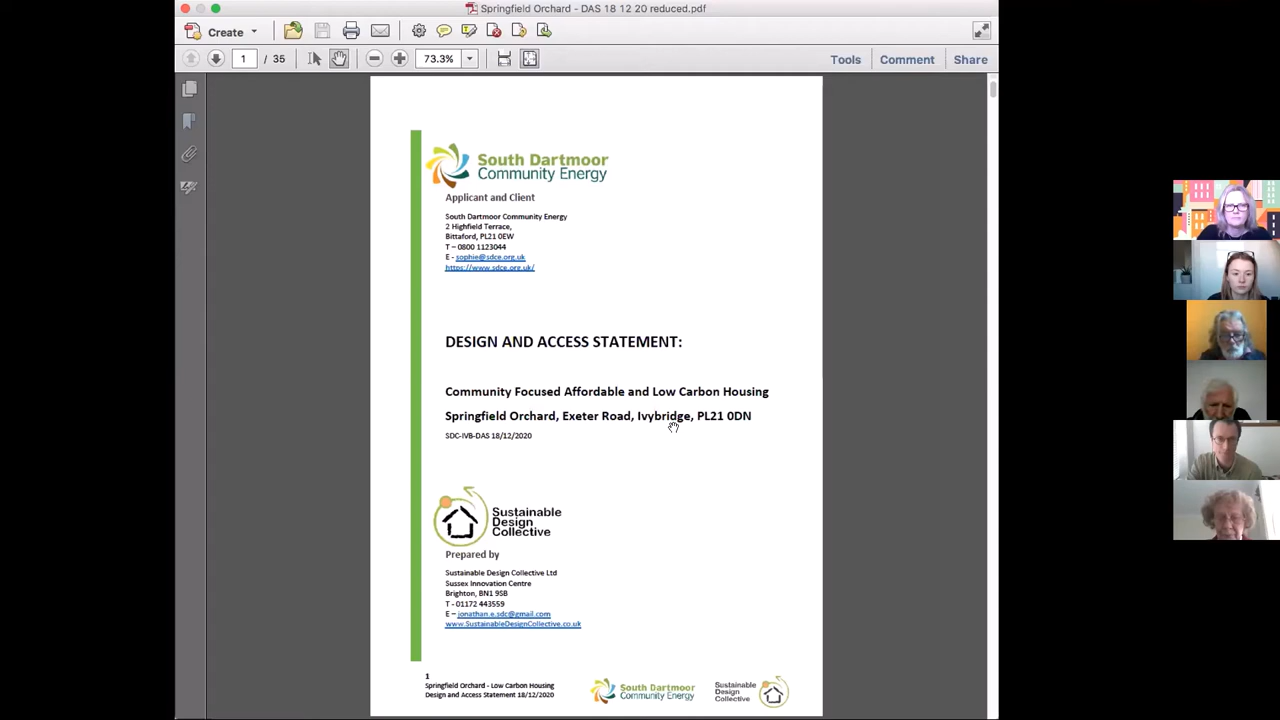 Springfield Orchard - DAS 18 12 20 reduced.pdf
Create
1 / 35
73.3%
Tools Comment Share
South Dartmoor
Community Energy
Applicant and Client
South Dartmoor Community Energy
2 Highfield Terrace,
Bittaford, PL21 0EW
T – 0800 1123044
E - sophie@sdce.org.uk
https://www.sdce.org.uk/
DESIGN AND ACCESS STATEMENT:
Community Focused Affordable and Low Carbon Housing
Springfield Orchard, Exeter Road, Ivybridge, PL21 0DN
SDC-IVB-DAS 18/12/2020
Sustainable
Design
Collective
Prepared by
Sustainable Design Collective Ltd
Sussex Innovation Centre
Brighton, BN1 9SB
T - 01172 443559
E – jonathan.e.sdc@gmail.com
www.SustainableDesignCollective.co.uk
1
Springfield Orchard - Low Carbon Housing
Design and Access Statement 18/12/2020
South Dartmoor
Community Energy
Sustainable
Design
Collective